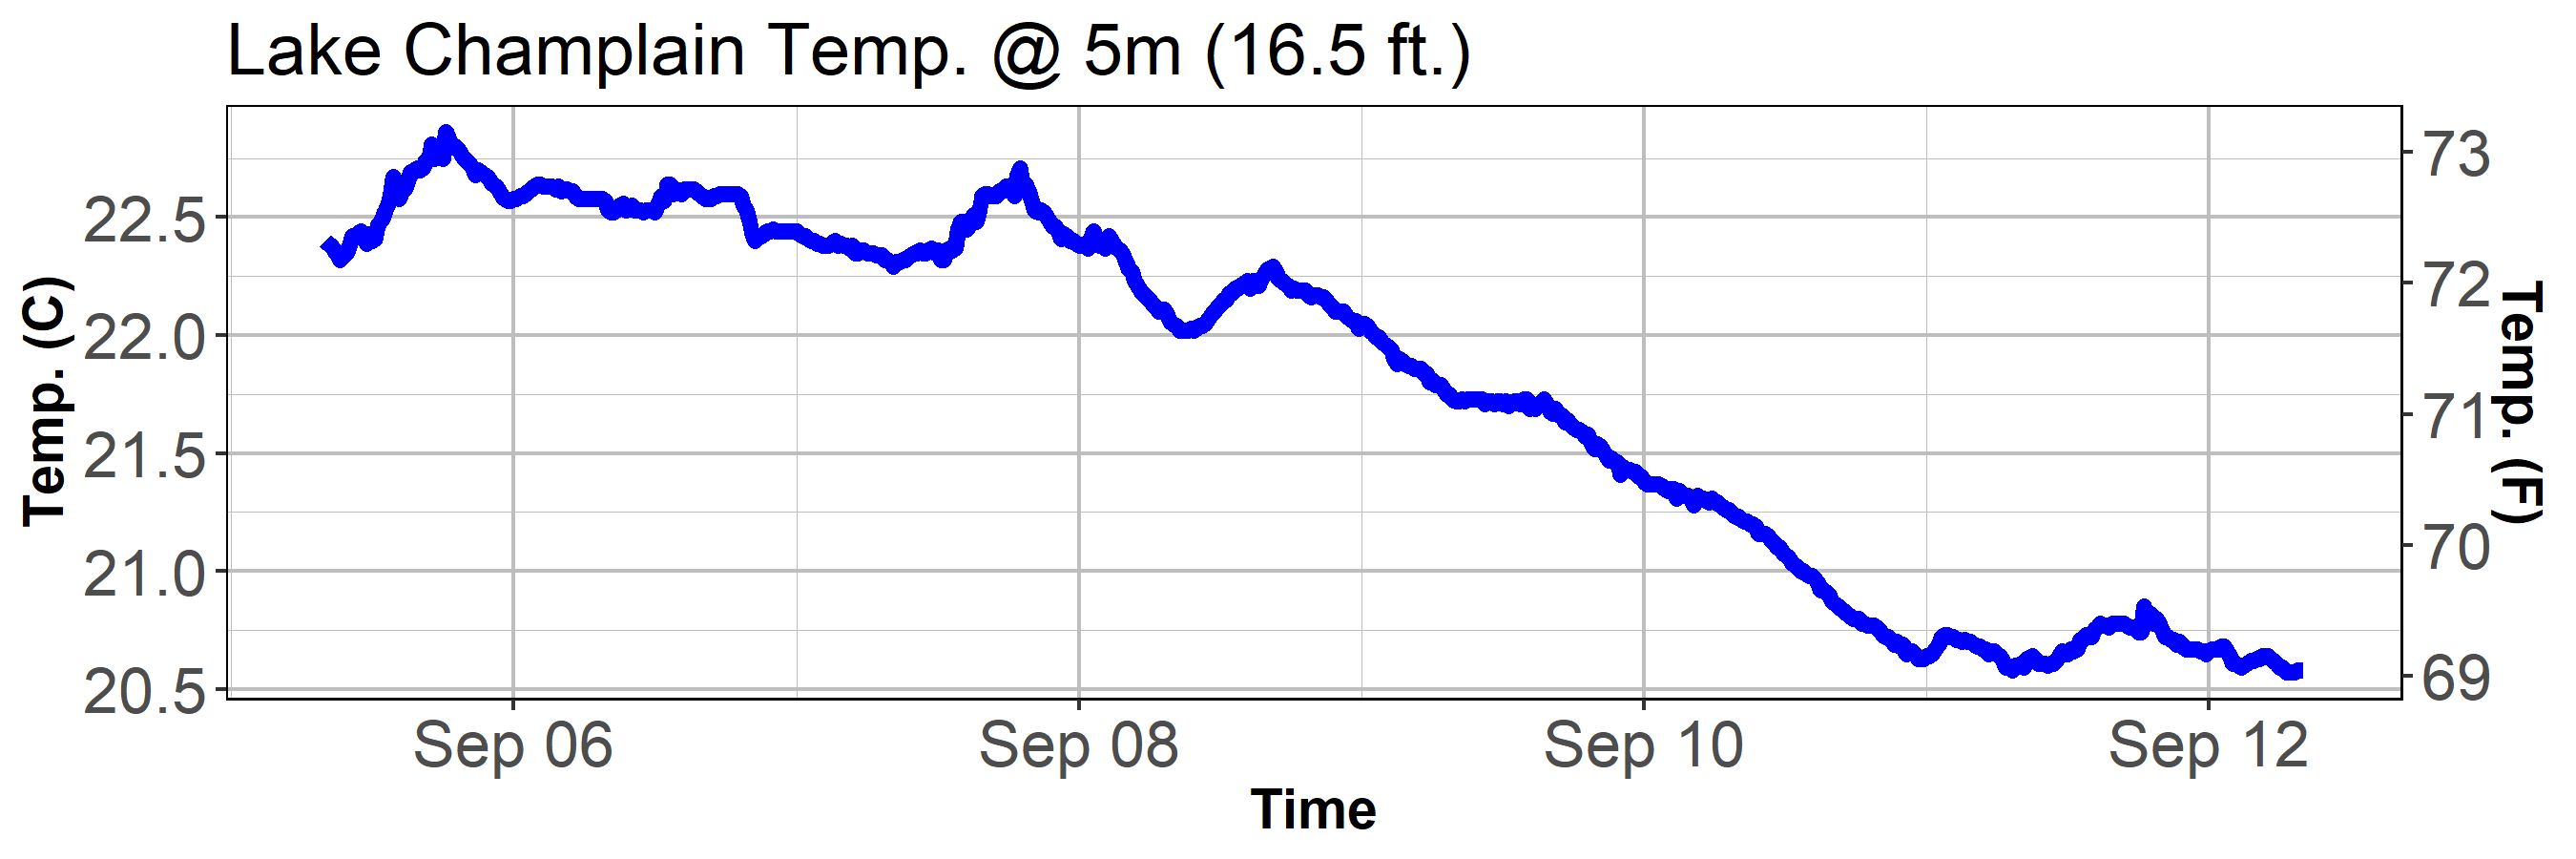 Lake Champlain Temp. @ 5m (16.5 ft.)
Temp. (C)
22.5
22.0
21.5
21.0
20.5
73
72
71
70
69
Temp. (F)
Sep 06 Sep 08 Sep 10 Sep 12
Time